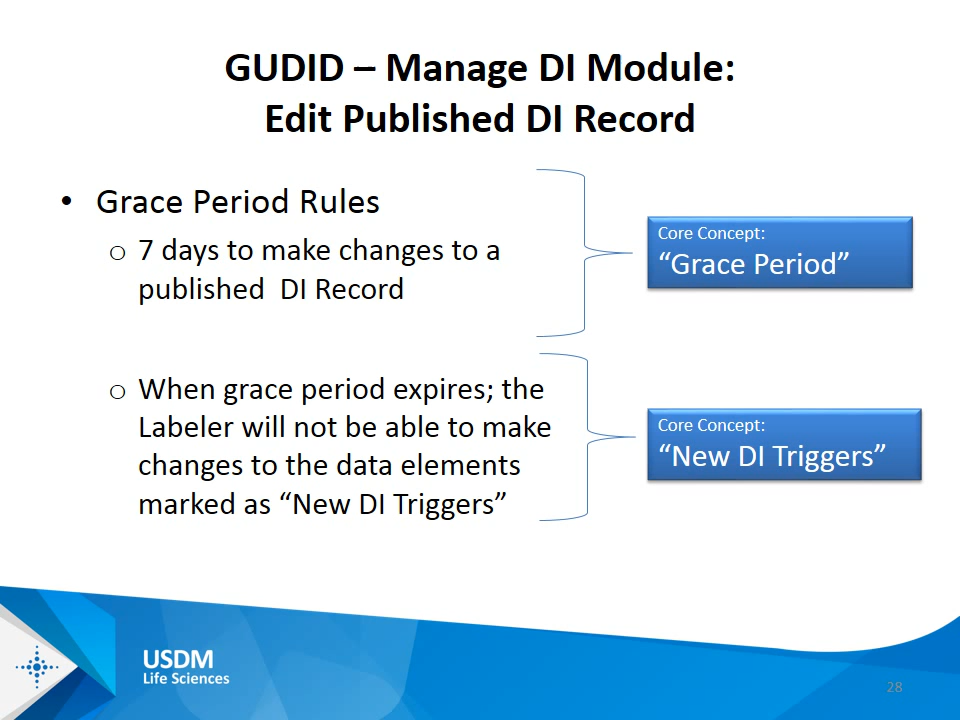 GUDID – Manage DI Module:
Edit Published DI Record
• Grace Period Rules
o 7 days to make changes to a
published  DI Record
Core Concept:
“Grace Period”
o When grace period expires; the
Labeler will not be able to make
changes to the data elements
marked as “New DI Triggers”
Core Concept:
“New DI Triggers”
USDM
Life Sciences
28